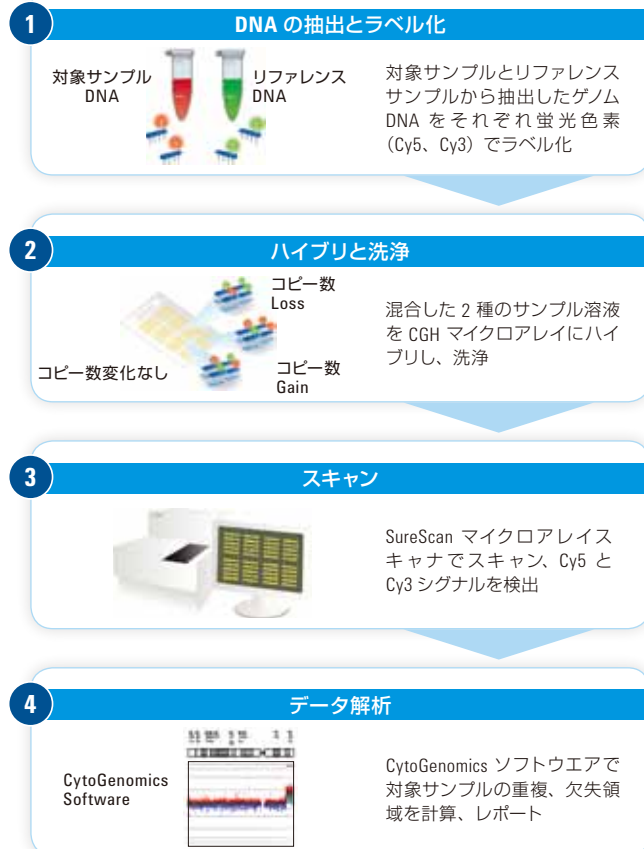 1
DNA の抽出とラベル化
対象サンプル
DNA
リファレンス
DNA
対象サンプルとリファレンス
サンプルから抽出したゲノム
DNA をそれぞれ蛍光色素
(Cy5、Cy3) でラベル化
2
ハイブリと洗浄
コピー数
Loss
コピー数変化なし
コピー数
Gain
混合した 2 種のサンプル溶液
を CGH マイクロアレイにハイ
ブリし、洗浄
3
スキャン
SureScan マイクロアレイス
キャナでスキャン、Cy5 と
Cy3 シグナルを検出
4
データ解析
CytoGenomics
Software
CytoGenomics ソフトウエアで
対象サンプルの重複、欠失領
域を計算、レポート